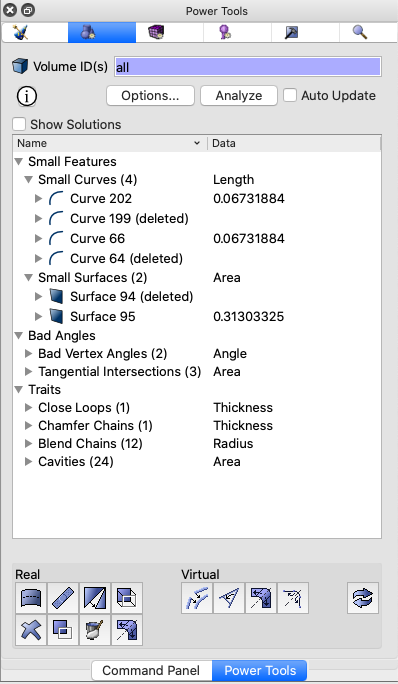 Power Tools
Volume ID(s) all
Options... Analyze Auto Update
Show Solutions
Name Data
Small Features
Small Curves (4) Length
Curve 202 0.06731884
Curve 199 (deleted)
Curve 66 0.06731884
Curve 64 (deleted)
Small Surfaces (2) Area
Surface 94 (deleted)
Surface 95 0.31303325
Bad Angles
Bad Vertex Angles (2) Angle
Tangential Intersections (3) Area
Traits
Close Loops (1) Thickness
Chamfer Chains (1) Thickness
Blend Chains (12) Radius
Cavities (24) Area
Real Virtual
Command Panel Power Tools